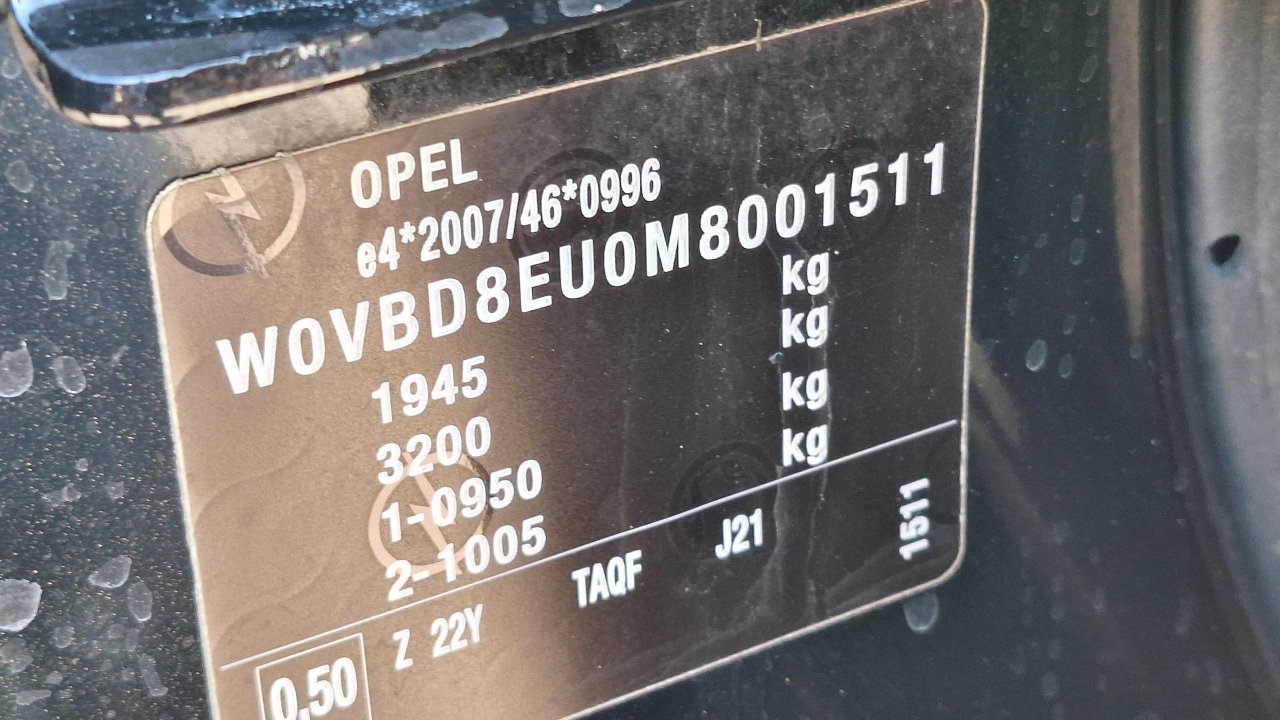 OPEL
e4*2007/46*0996
W0VBD8EU0M8001511
1945 kg
3200 kg
1-0950 kg
2-1005 kg
0,50 Z 22Y TAQF J21 1511